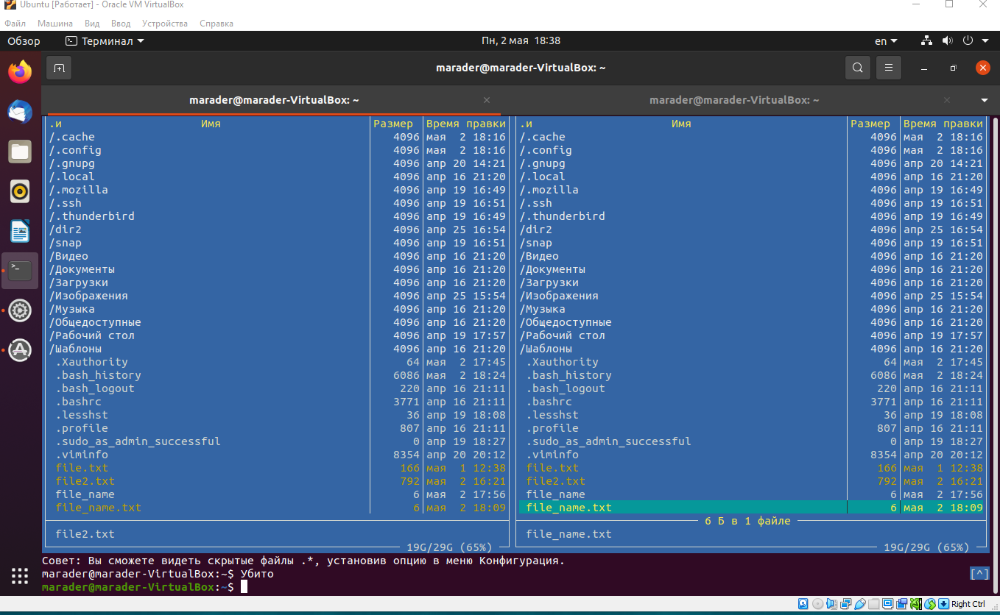 Ubuntu [Работает] - Oracle VM VirtualBox
Файл Машина Вид Ввод Устройства Справка
Обзор Терминал Пн, 2 мая 18:38 en
marader@marader-VirtualBox: ~
marader@marader-VirtualBox: ~ marader@marader-VirtualBox: ~
.и Имя Размер Время правки .и Имя Размер Время правки
/.cache 4096 мая 2 18:16 /.cache 4096 мая 2 18:16
/.config 4096 мая 2 18:16 /.config 4096 мая 2 18:16
/.gnupg 4096 апр 20 14:21 /.gnupg 4096 апр 20 14:21
/.local 4096 апр 16 21:20 /.local 4096 апр 16 21:20
/.mozilla 4096 апр 19 16:49 /.mozilla 4096 апр 19 16:49
/.ssh 4096 апр 19 16:51 /.ssh 4096 апр 19 16:51
/.thunderbird 4096 апр 19 16:49 /.thunderbird 4096 апр 19 16:49
/dir2 4096 апр 25 16:54 /dir2 4096 апр 25 16:54
/snap 4096 апр 19 16:51 /snap 4096 апр 19 16:51
/Видео 4096 апр 16 21:20 /Видео 4096 апр 16 21:20
/Документы 4096 апр 16 21:20 /Документы 4096 апр 16 21:20
/Загрузки 4096 апр 16 21:20 /Загрузки 4096 апр 16 21:20
/Изображения 4096 апр 25 15:54 /Изображения 4096 апр 25 15:54
/Музыка 4096 апр 16 21:20 /Музыка 4096 апр 16 21:20
/Общедоступные 4096 апр 16 21:20 /Общедоступные 4096 апр 16 21:20
/Рабочий стол 4096 апр 19 17:57 /Рабочий стол 4096 апр 19 17:57
/Шаблоны 4096 апр 16 21:20 /Шаблоны 4096 апр 16 21:20
.Xauthority 64 мая 2 17:45 .Xauthority 64 мая 2 17:45
.bash_history 6086 мая 2 18:24 .bash_history 6086 мая 2 18:24
.bash_logout 220 апр 16 21:11 .bash_logout 220 апр 16 21:11
.bashrc 3771 апр 16 21:11 .bashrc 3771 апр 16 21:11
.lesshst 36 апр 19 18:08 .lesshst 36 апр 19 18:08
.profile 807 апр 16 21:11 .profile 807 апр 16 21:11
.sudo_as_admin_successful 0 апр 19 18:27 .sudo_as_admin_successful 0 апр 19 18:27
.viminfo 8354 апр 20 20:12 .viminfo 8354 апр 20 20:12
file.txt 166 мая 1 12:38 file.txt 166 мая 1 12:38
file2.txt 792 мая 2 16:21 file2.txt 792 мая 2 16:21
file_name 6 мая 2 17:56 file_name 6 мая 2 17:56
file_name.txt 6 мая 2 18:09 file_name.txt 6 мая 2 18:09
6 Б в 1 файле
file2.txt file_name.txt
19G/29G (65%) 19G/29G (65%)
Совет: Вы сможете видеть скрытые файлы .*, установив опцию в меню Конфигурация.
marader@marader-VirtualBox:~$ Убито [^]
marader@marader-VirtualBox:~$
Right Ctrl